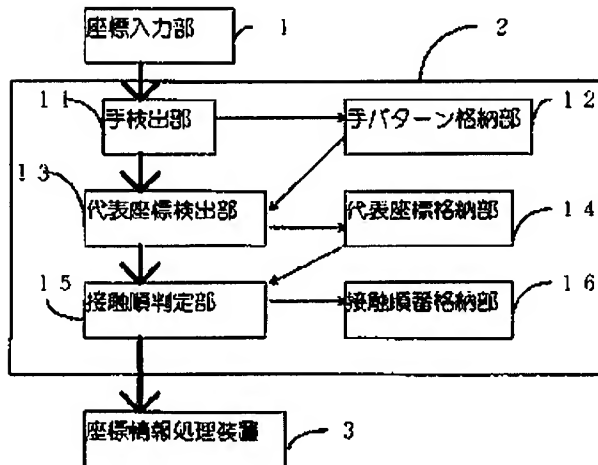 座標入力部 1
2
11 手検出部 手パターン格納部 12
13 代表座標検出部 代表座標格納部 14
15 接触順判定部 接触順番格納部 16
座標情報処理装置 3